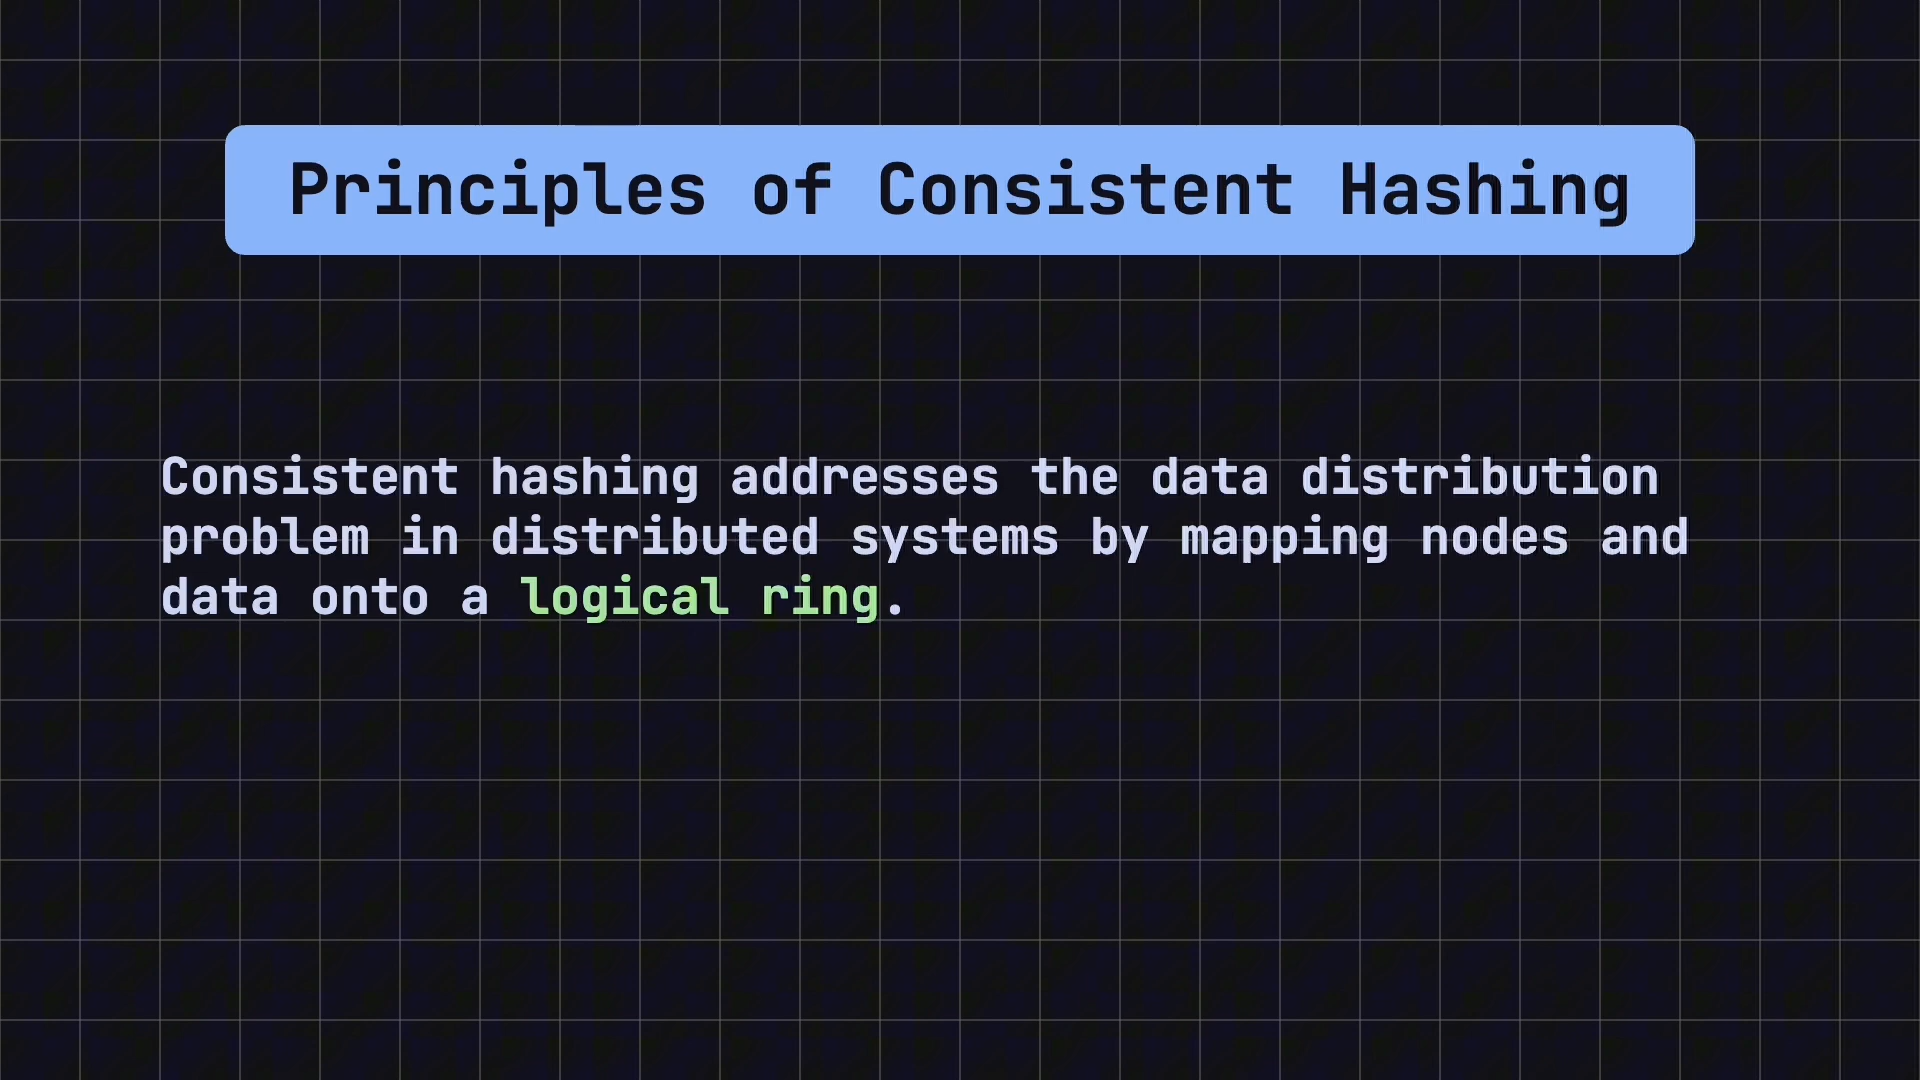 Principles of Consistent Hashing
Consistent hashing addresses the data distribution
problem in distributed systems by mapping nodes and
data onto a logical ring.